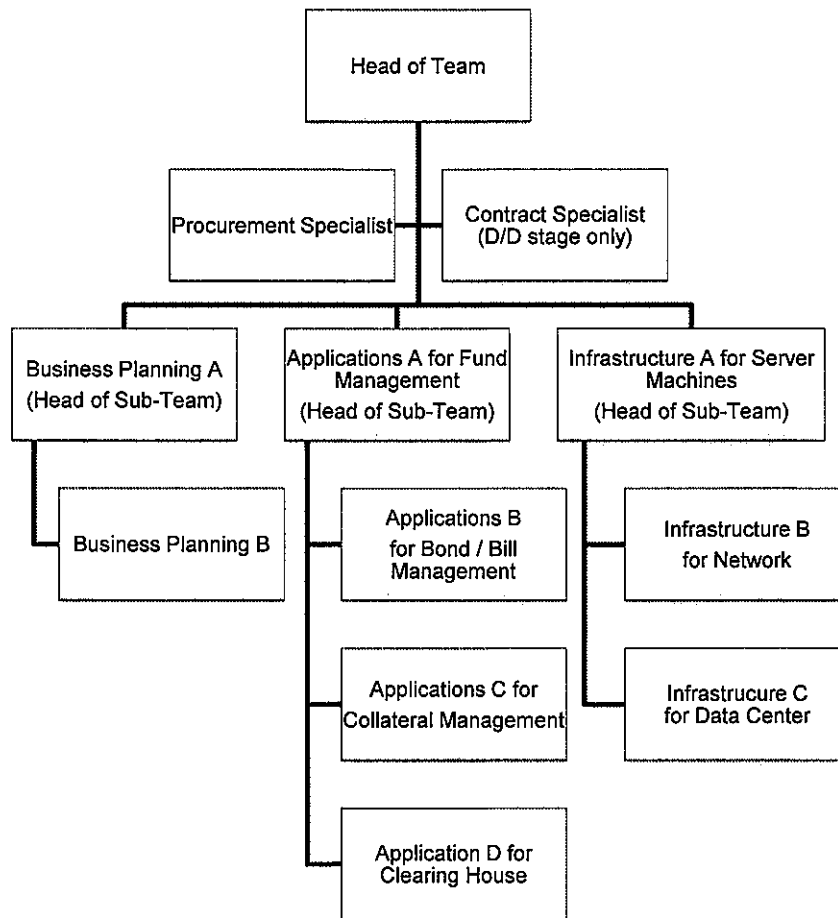 Head of Team
Procurement Specialist
Contract Specialist
(D/D stage only)
Business Planning A
(Head of Sub-Team)
Applications A for Fund
Management
(Head of Sub-Team)
Infrastructure A for Server
Machines
(Head of Sub-Team)
Business Planning B
Applications B
for Bond / Bill
Management
Infrastructure B
for Network
Applications C for
Collateral Management
Infrastrucure C
for Data Center
Application D for
Clearing House